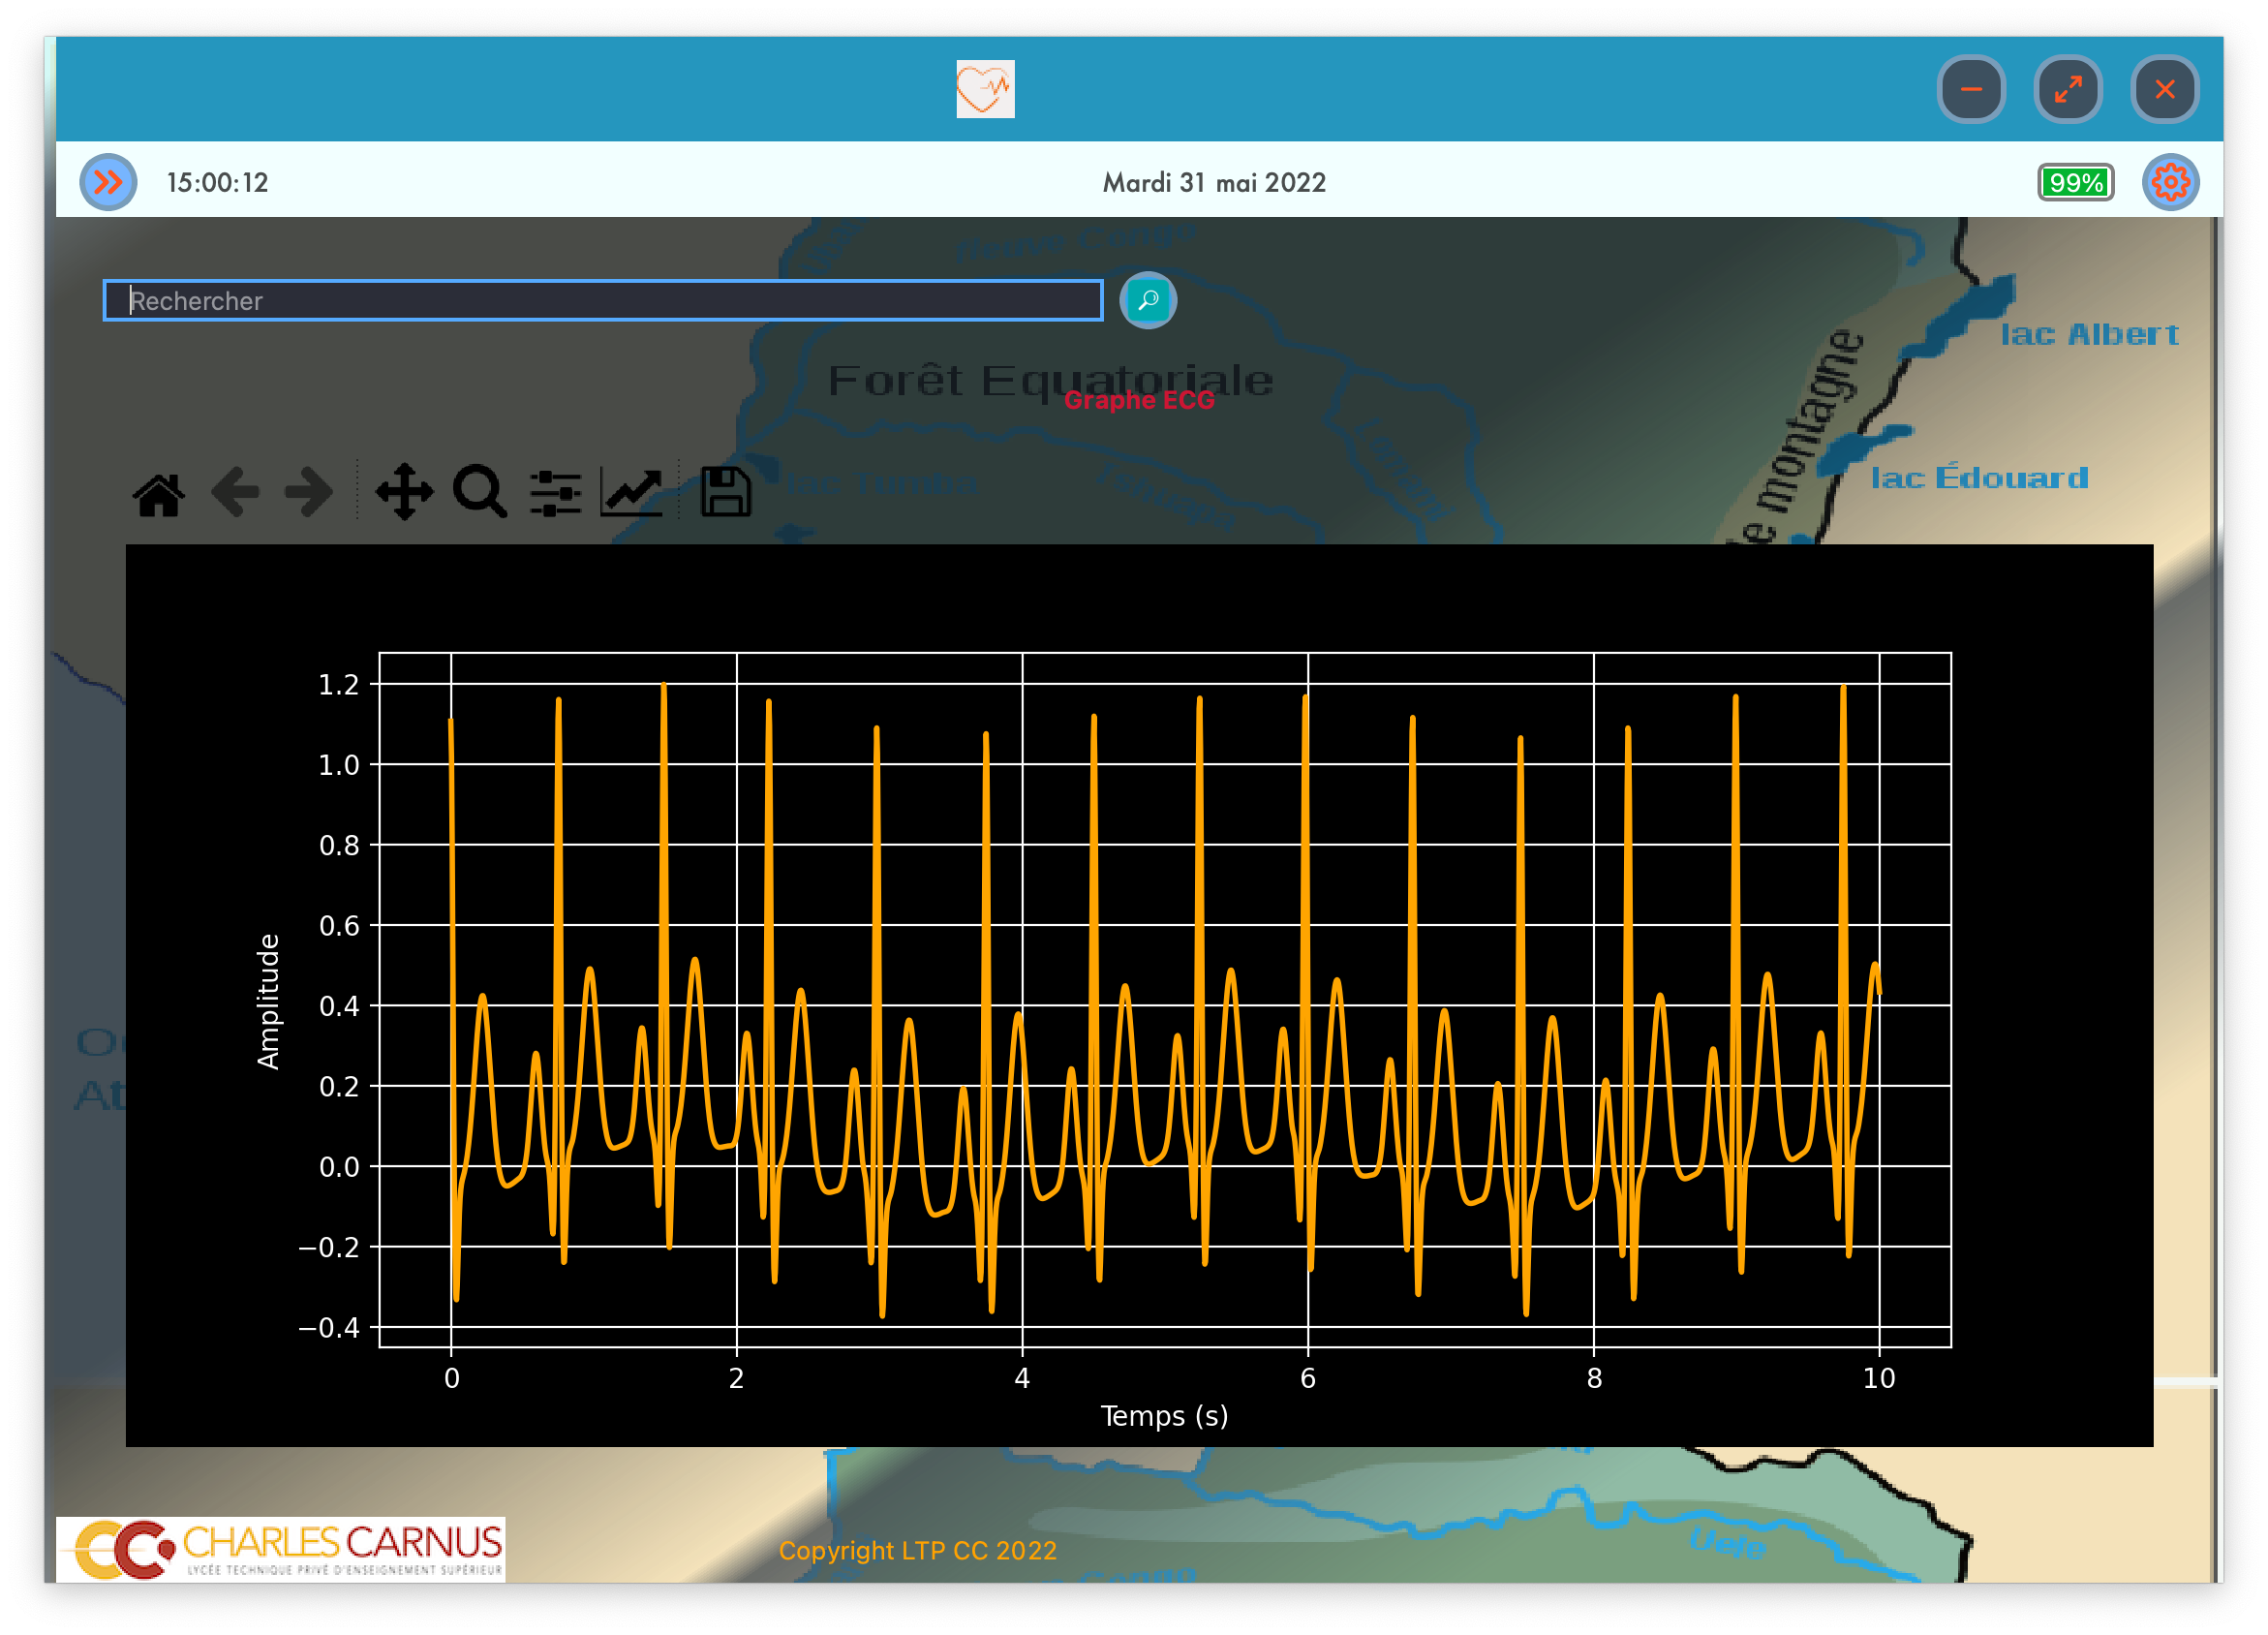 15:00:12
Mardi 31 mai 2022
99%
fleuve Congo
Rechercher
lac Albert
Forêt Equatoriale
Graphe ECG
de montagne
lac Édouard
lac Tumba
Tshuapa
Lomami
1.2
1.0
0.8
0.6
0.4
0.2
0.0
−0.2
−0.4
Amplitude
0 2 4 6 8 10
Temps (s)
CHARLES CARNUS
LYCÉE TECHNIQUE PRIVÉ D'ENSEIGNEMENT SUPÉRIEUR
Copyright LTP CC 2022
Uele